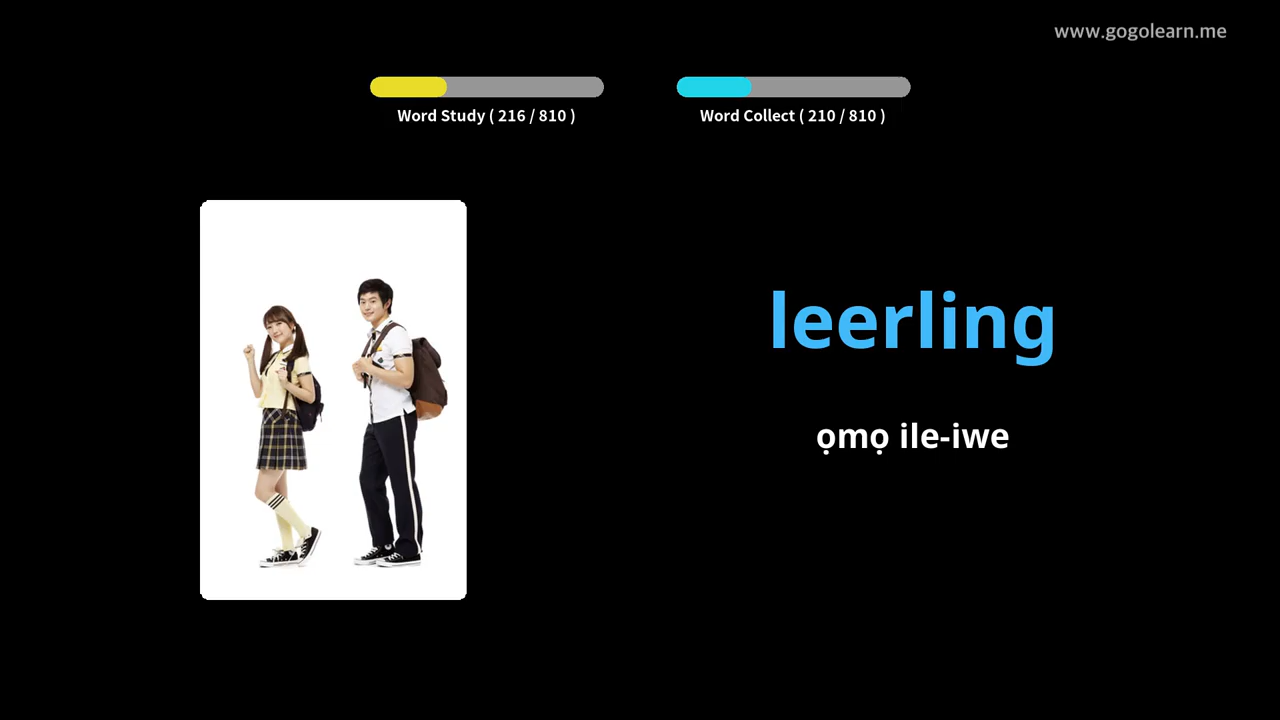 www.gogolearn.me
Word Study ( 216 / 810 )
Word Collect ( 210 / 810 )
leerling
ọmọ ile-iwe